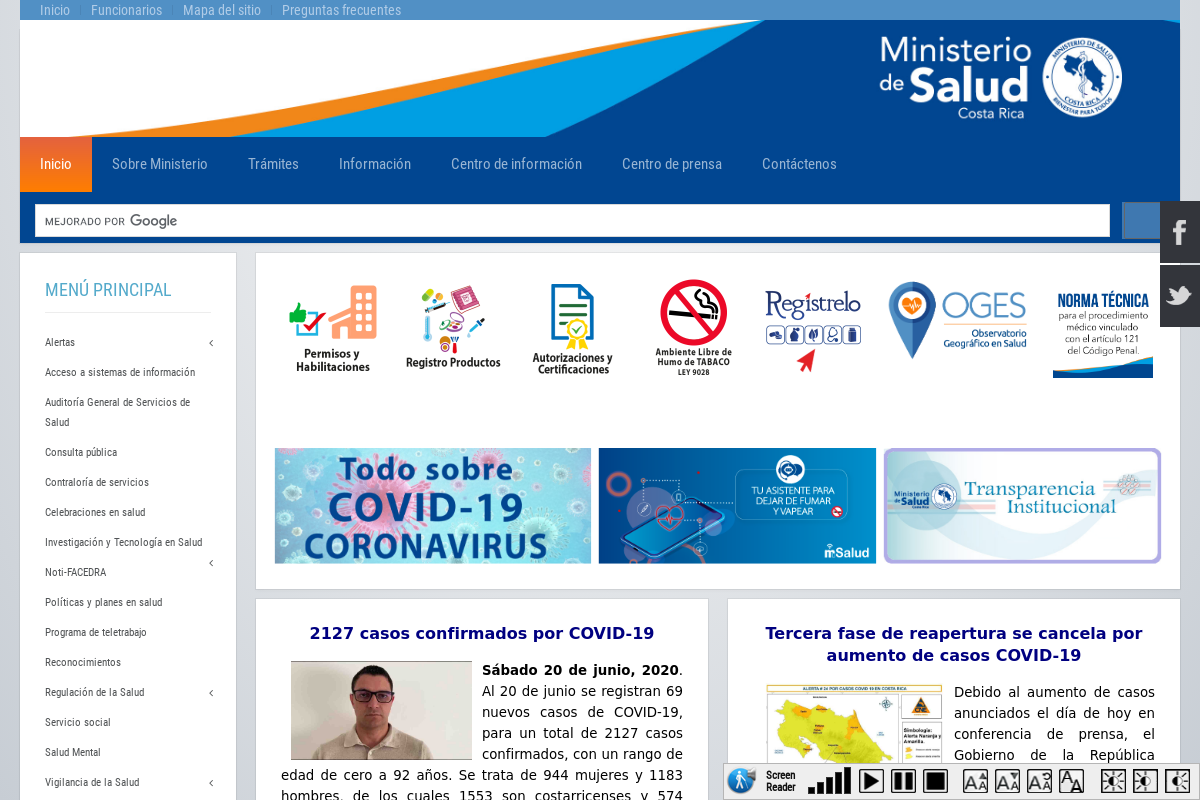 Inicio
Funcionarios
Mapa del sitio
Preguntas frecuentes
Ministerio
de Salud
Costa Rica
MINISTERIO DE SALUD
COSTA RICA
BIENESTAR PARA TODOS
Inicio
Sobre Ministerio
Trámites
Información
Centro de información
Centro de prensa
Contáctenos
MEJORADO POR Google
MENÚ PRINCIPAL
Alertas
Acceso a sistemas de información
Auditoría General de Servicios de
Salud
Consulta pública
Contraloría de servicios
Celebraciones en salud
Investigación y Tecnología en Salud
Noti-FACEDRA
Políticas y planes en salud
Programa de teletrabajo
Reconocimientos
Regulación de la Salud
Servicio social
Salud Mental
Vigilancia de la Salud
Permisos y
Habilitaciones
Registro Productos
Autorizaciones y
Certificaciones
Ambiente Libre de
Humo de TABACO
LEY 9028
Regístrelo
OGES
Observatorio
Geográfico en Salud
NORMA TÉCNICA
para el procedimiento
médico vinculado
con el artículo 121
del Código Penal.
Todo sobre
COVID-19
CORONAVIRUS
TU ASISTENTE PARA
DEJAR DE FUMAR
Y VAPEAR
mSalud
Ministerio
de Salud
Costa Rica
Transparencia
Institucional
2127 casos confirmados por COVID-19
Sábado 20 de junio, 2020.
Al 20 de junio se registran 69
nuevos casos de COVID-19,
para un total de 2127 casos
confirmados, con un rango de
edad de cero a 92 años. Se trata de 944 mujeres y 1183
hombres, de los cuales 1553 son costarricenses y 574
Tercera fase de reapertura se cancela por
aumento de casos COVID-19
ALERTA # 24 POR CASOS COVID 19 EN COSTA RICA
Simbología:
Alerta Naranja y
Amarilla
Debido al aumento de casos
anunciados el día de hoy en
conferencia de prensa, el
Gobierno de la República
Screen
Reader